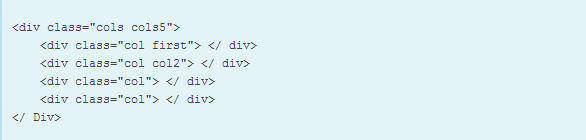 <div class="cols cols5">
<div class="col first"> </ div>
<div class="col col2"> </ div>
<div class="col"> </ div>
<div class="col"> </ div>
</ Div>